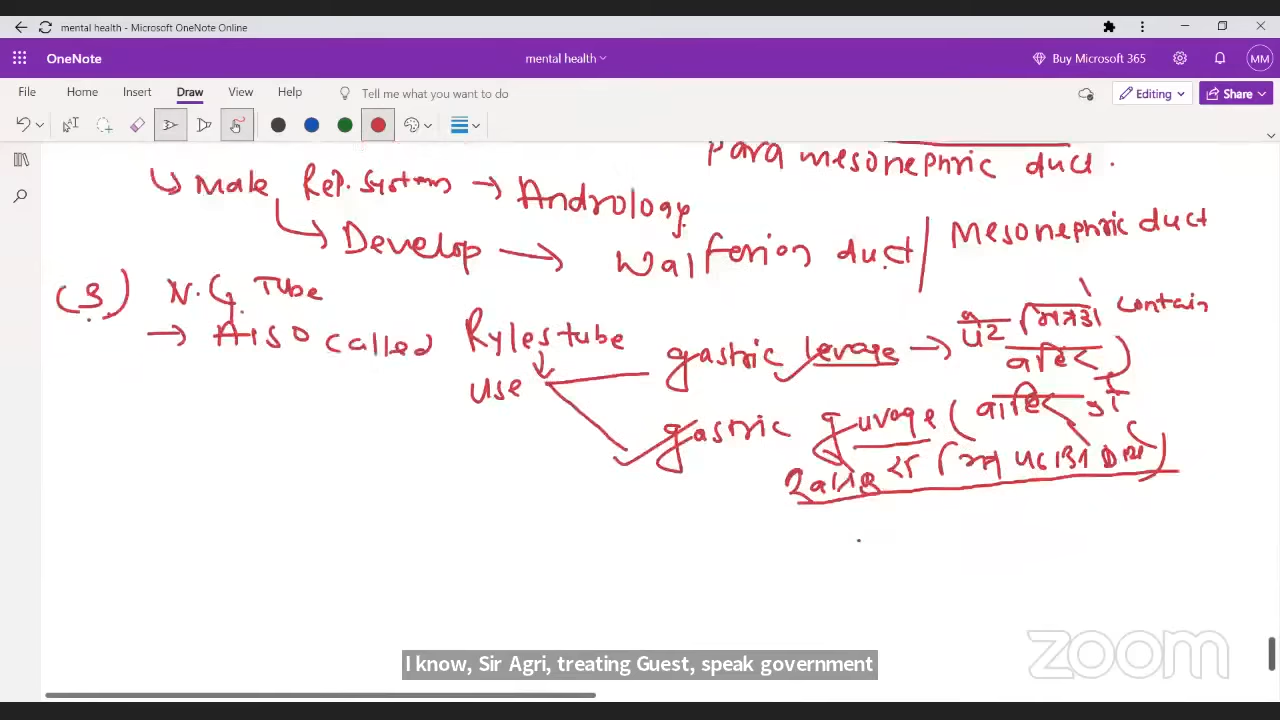 mental health - Microsoft OneNote Online
OneNote
mental health
Buy Microsoft 365
MM
File Home Insert Draw View Help Tell me what you want to do
Editing Share
Para mesonephric duct.
Male Rep. System → Andrology
Develop → Walferian duct / Mesonephric duct
(3) N.G Tube
→ Also called Ryles tube
contain
use
gastric levage →
gastric guvage (
zoom
I know, Sir Agri, treating Guest, speak government